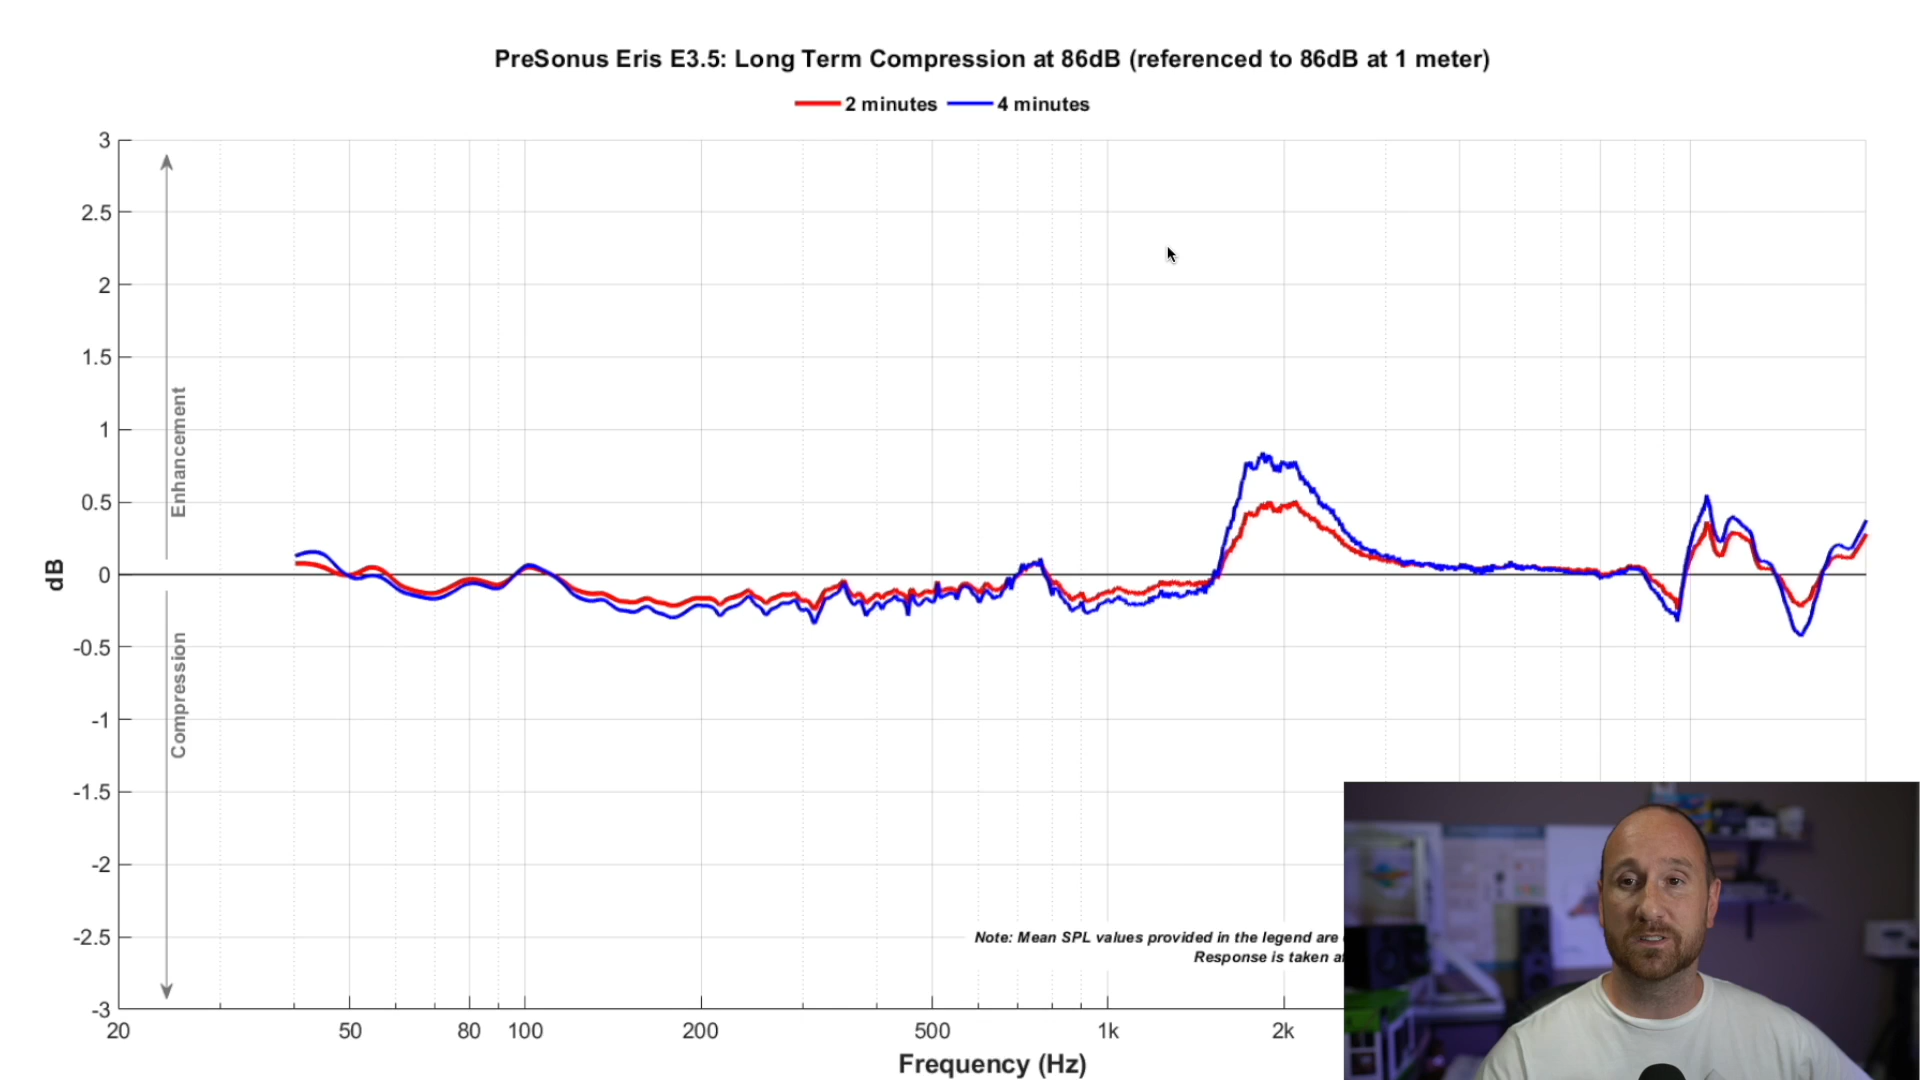 PreSonus Eris E3.5: Long Term Compression at 86dB (referenced to 86dB at 1 meter)
2 minutes 4 minutes
3
2.5
2
1.5
1
0.5
0
-0.5
-1
-1.5
-2
-2.5
-3
dB
Enhancement
Compression
Note: Mean SPL values provided in the legend are
Response is taken
20 50 80 100 200 500 1k 2k
Frequency (Hz)